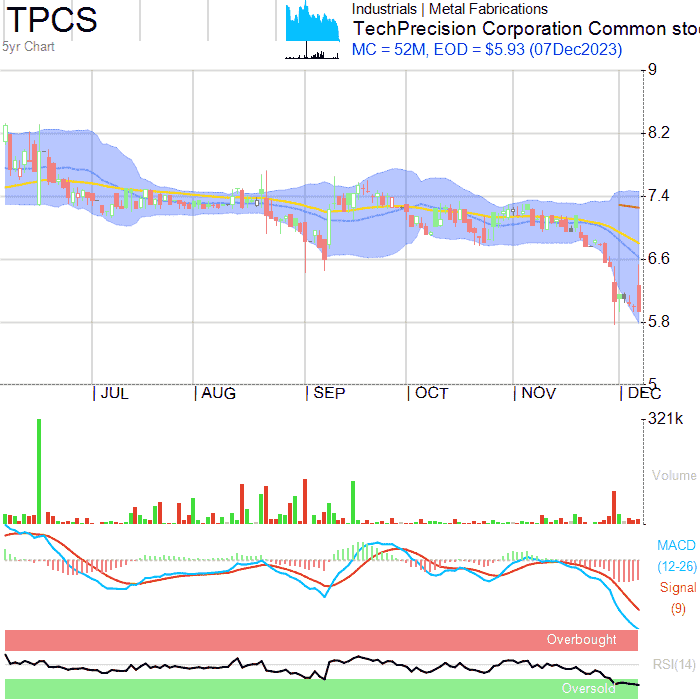 TPCS
5yr Chart
Industrials | Metal Fabrications
TechPrecision Corporation Common sto
MC = 52M, EOD = $5.93 (07Dec2023)
9
8.2
7.4
6.6
5.8
5
JUL
AUG
SEP
OCT
NOV
DEC
321k
Volume
MACD
(12-26)
Signal
(9)
Overbought
RSI(14)
Oversold